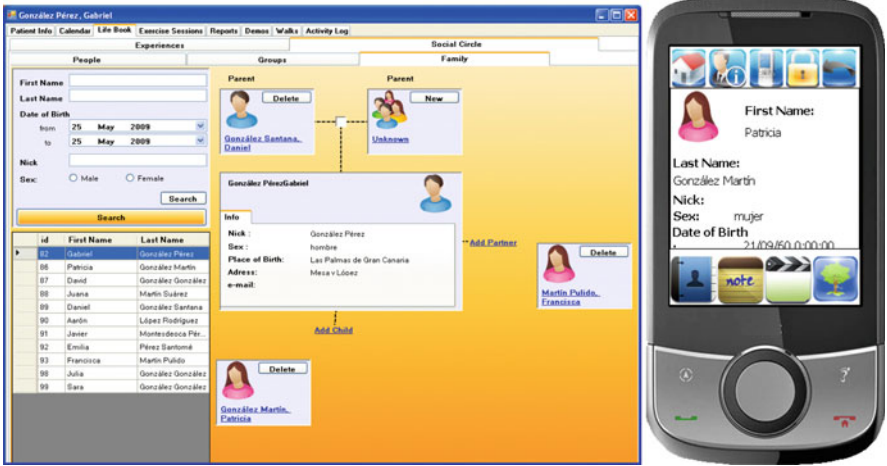 González Pérez, Gabriel
Patient Info Calendar Life Book Exercise Sessions Reports Demos Walks Activity Log
Experiences Social Circle
People Groups Family
First Name
Last Name
Date of Birth
from 25 May 2009
to 25 May 2009
Nick
Sex: Male Female
Search
Search
id First Name Last Name
82 Gabriel González Pérez
86 Patricia González Martín
87 David González González
88 Juana Martín Suárez
89 Daniel González Santana
90 Aarón López Rodríguez
91 Javier Montesdeoca Pér...
92 Emilia Pérez Santomé
93 Francisca Martín Pulido
98 Julia González González
99 Sara González González
Parent Parent
Delete
González Santana,
Daniel
New
Unknown
González PérezGabriel
Info
Nick : González Pérez
Sex : hombre
Place of Birth: Las Palmas de Gran Canaria
Adress: Mesa y López
e-mail:
Add Partner
Delete
Martín Pulido,
Francisca
Add Child
Delete
González Martín,
Patricia
First Name:
Patricia
Last Name:
González Martín
Nick:
Sex: mujer
Date of Birth
: 21/09/60 0:00:00
note